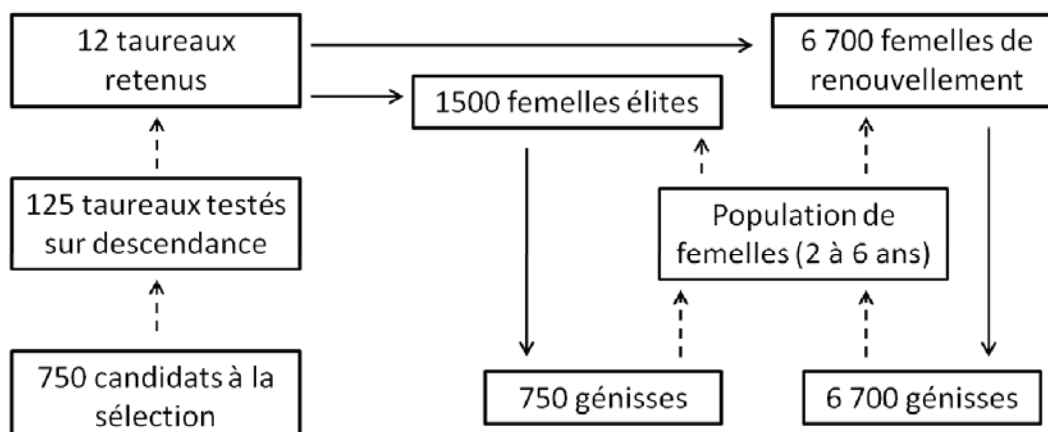 12 taureaux
retenus
6 700 femelles de
renouvellement
1500 femelles élites
125 taureaux testés
sur descendance
Population de
femelles (2 à 6 ans)
750 candidats à la
sélection
750 génisses
6 700 génisses